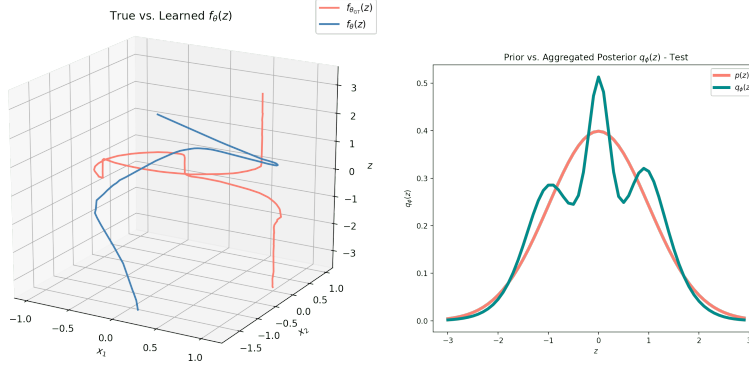 True vs. Learned fθ(z)
fθGT(z)
fθ(z)
3
2
1
0
−1
−2
−3
z
−1.0
−0.5
0.0
0.5
1.0
x1
−1.5
−1.0
−0.5
0.0
0.5
1.0
x2
Prior vs. Aggregated Posterior qϕ(z) - Test
p(z)
qϕ(z)
0.5
0.4
0.3
0.2
0.1
0.0
qϕ(z)
−3
−2
−1
0
1
2
3
z